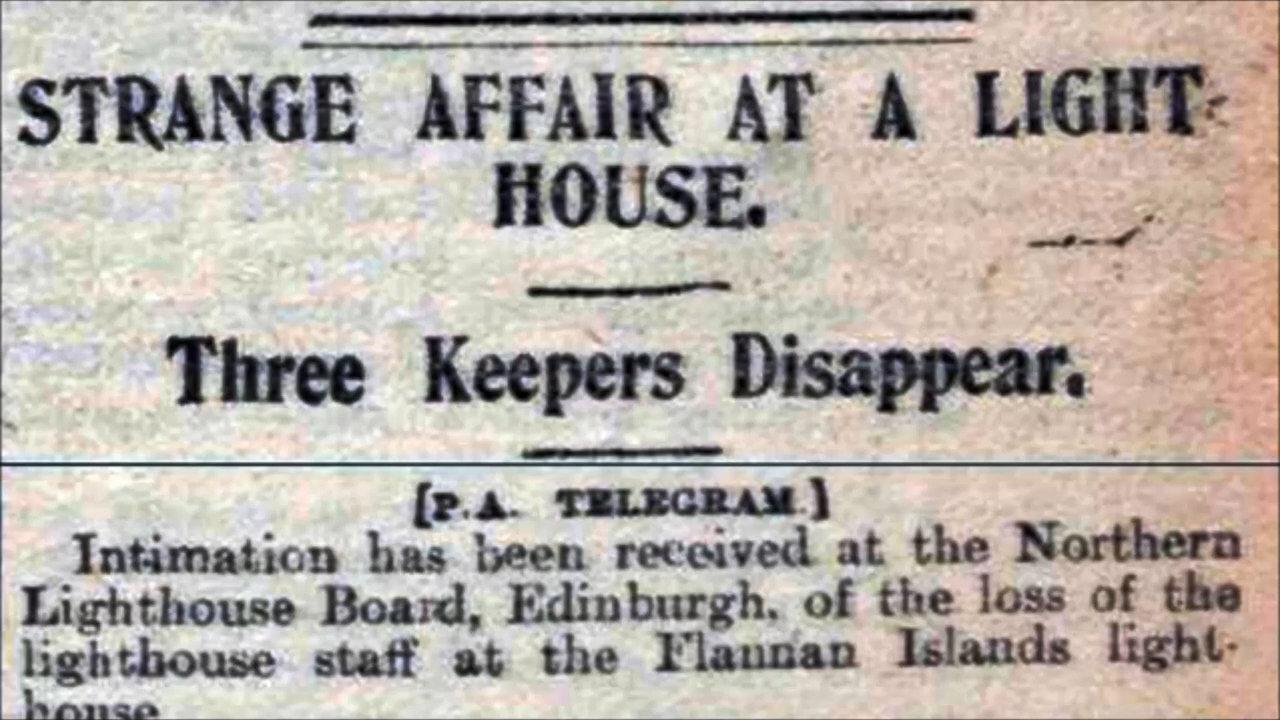 STRANGE AFFAIR AT A LIGHT-
HOUSE.
Three Keepers Disappear.
[P.A. TELEGRAM.]
Intimation has been received at the Northern
Lighthouse Board, Edinburgh, of the loss of the
lighthouse staff at the Flannan Islands light-
house